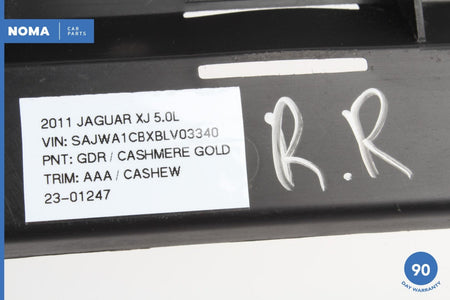 NOMA CAR PARTS
2011 JAGUAR XJ 5.0L
VIN: SAJWA1CBXBLV03340
PNT: GDR / CASHMERE GOLD
TRIM: AAA / CASHEW
23-01247
R.R
90
DAY WARRANTY